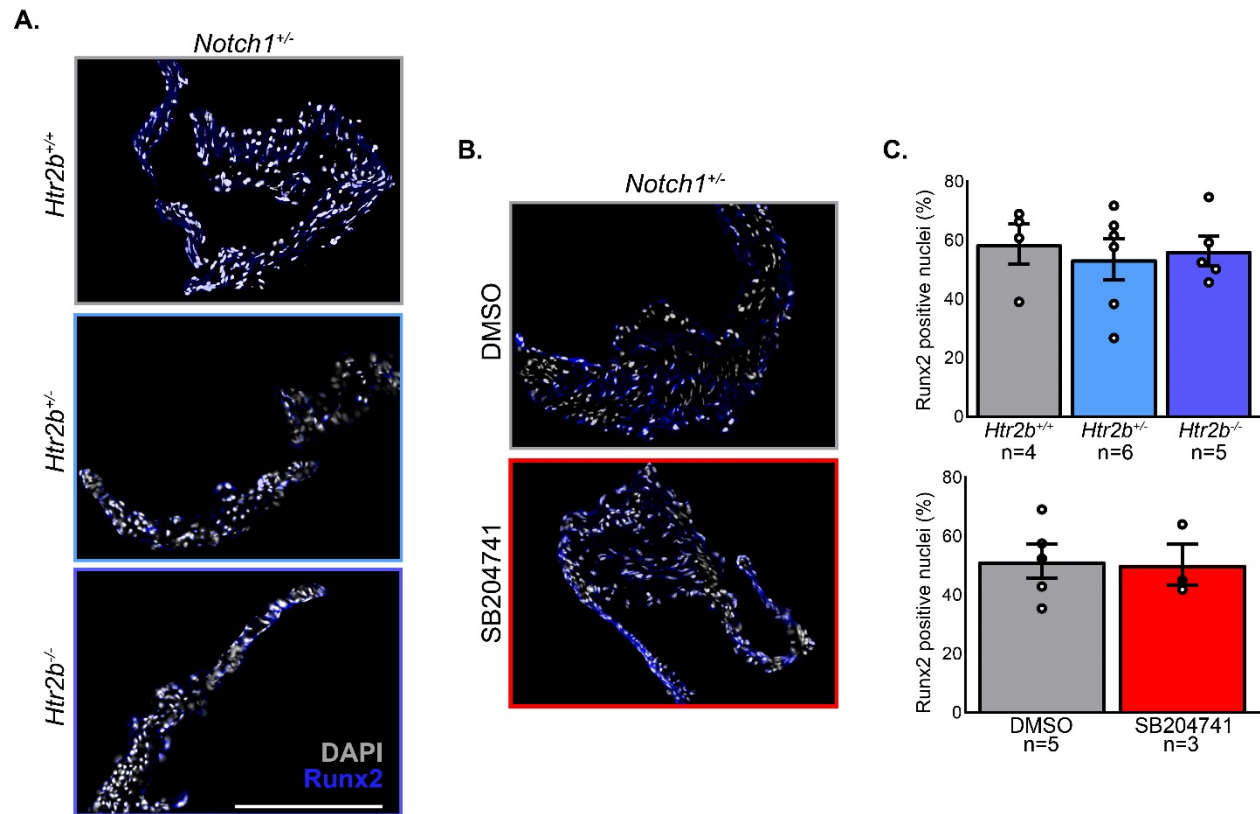 A.
Notch1+/-
Htr2b+/+
Htr2b+/-
Htr2b-/-
DAPI
Runx2
B.
Notch1+/-
DMSO
SB204741
C.
Runx2 positive nuclei (%)
80
60
40
20
0
Htr2b+/+ Htr2b+/- Htr2b-/-
n=4 n=6 n=5
Runx2 positive nuclei (%)
80
60
40
20
0
DMSO SB204741
n=5 n=3